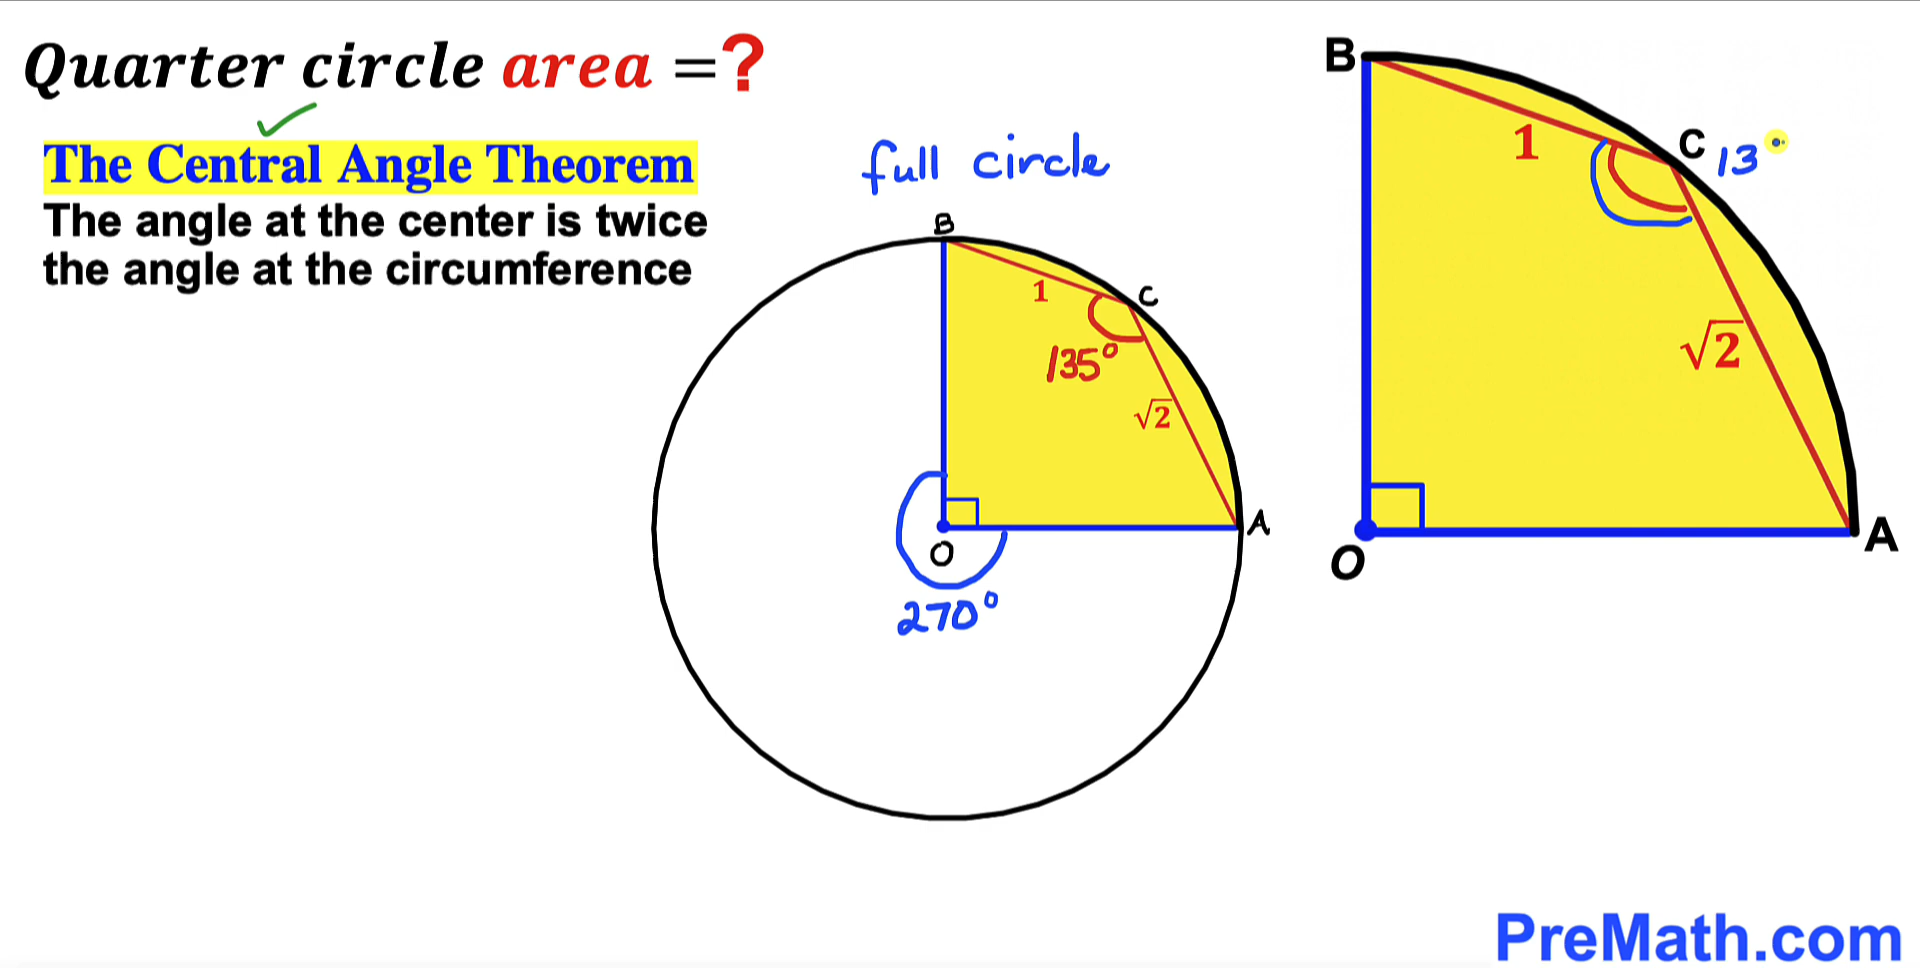 Quarter circle area =?
The Central Angle Theorem
The angle at the center is twice
the angle at the circumference
full circle
B
1
C
135°
√2
A
O
270°
B
1
C 13°
√2
O
A
PreMath.com